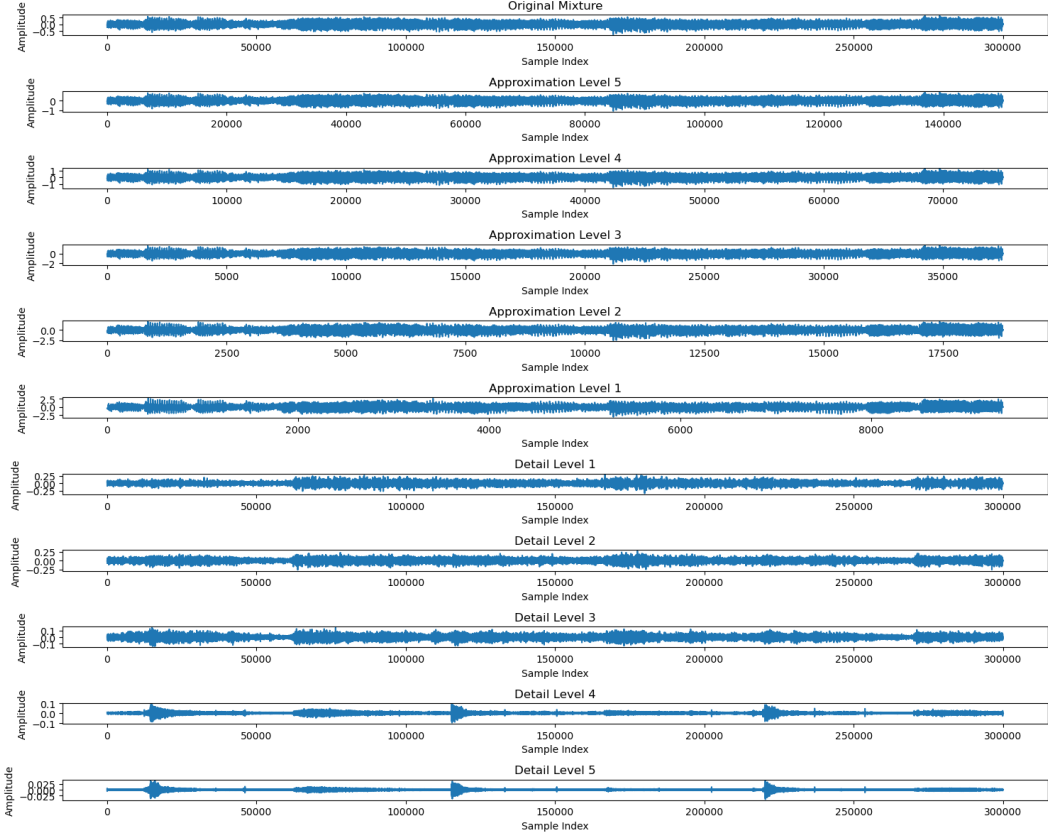 Original Mixture
Amplitude
0.5
0.0
−0.5
0 50000 100000 150000 200000 250000 300000
Sample Index
Approximation Level 5
Amplitude
0
−1
0 20000 40000 60000 80000 100000 120000 140000
Sample Index
Approximation Level 4
Amplitude
1
0
−1
0 10000 20000 30000 40000 50000 60000 70000
Sample Index
Approximation Level 3
Amplitude
0
−2
0 5000 10000 15000 20000 25000 30000 35000
Sample Index
Approximation Level 2
Amplitude
0.0
−2.5
0 2500 5000 7500 10000 12500 15000 17500
Sample Index
Approximation Level 1
Amplitude
2.5
0.0
−2.5
0 2000 4000 6000 8000
Sample Index
Detail Level 1
Amplitude
0.25
0.00
−0.25
0 50000 100000 150000 200000 250000 300000
Sample Index
Detail Level 2
Amplitude
0.25
0.00
−0.25
0 50000 100000 150000 200000 250000 300000
Sample Index
Detail Level 3
Amplitude
0.1
0.0
−0.1
0 50000 100000 150000 200000 250000 300000
Sample Index
Detail Level 4
Amplitude
0.1
0.0
−0.1
0 50000 100000 150000 200000 250000 300000
Sample Index
Detail Level 5
Amplitude
0.025
0.000
−0.025
0 50000 100000 150000 200000 250000 300000
Sample Index